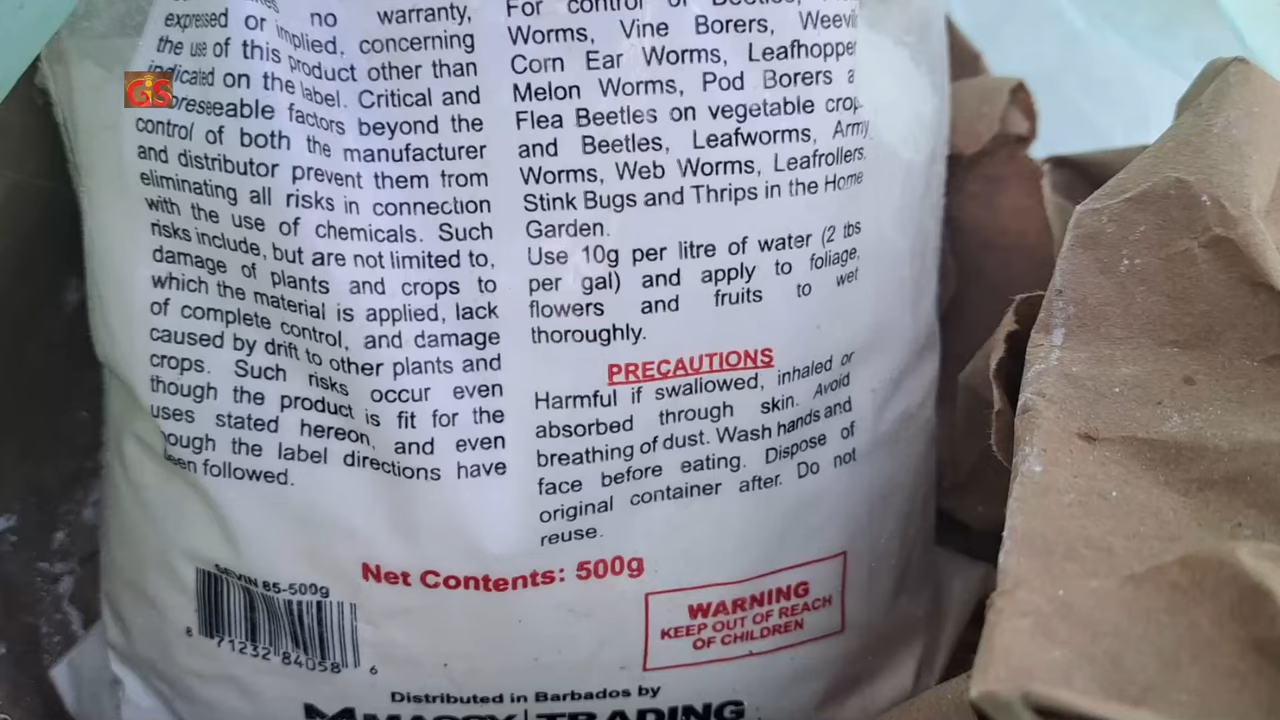 no warranty,
expressed or implied, concerning
the use of this product other than
indicated on the label. Critical and
GiS
foreseeable factors beyond the
control of both the manufacturer
and distributor prevent them from
eliminating all risks in connection
with the use of chemicals. Such
risks include, but are not limited to,
damage of plants and crops to
which the material is applied, lack
of complete control, and damage
caused by drift to other plants and
crops. Such risks occur even
though the product is fit for the
uses stated hereon, and even
though the label directions have
been followed.
For control of Beetles,
Worms, Vine Borers, Weevil
Corn Ear Worms, Leafhopper
Melon Worms, Pod Borers a
Flea Beetles on vegetable crop
and Beetles, Leafworms, Army
Worms, Web Worms, Leafrollers,
Stink Bugs and Thrips in the Home
Garden.
Use 10g per litre of water (2 tbs
per gal) and apply to foliage,
flowers and fruits to wet
thoroughly.
PRECAUTIONS
Harmful if swallowed, inhaled or
absorbed through skin. Avoid
breathing of dust. Wash hands and
face before eating. Dispose of
original container after. Do not
reuse.
Net Contents: 500g
SEVIN 85-500g
8 71232 84058 6
WARNING
KEEP OUT OF REACH
OF CHILDREN
Distributed in Barbados by
MASSY TRADING